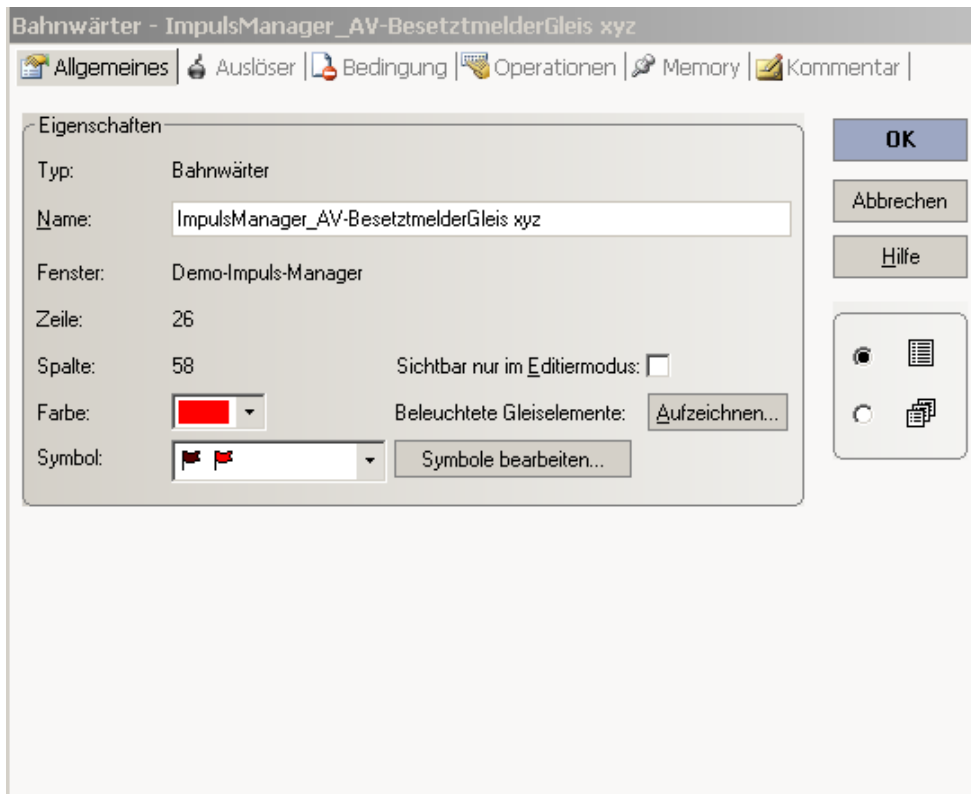 Bahnwärter - ImpulsManager_AV-BesetztmelderGleis xyz
Allgemeines Auslöser Bedingung Operationen Memory Kommentar
Eigenschaften
Typ: Bahnwärter
Name: ImpulsManager_AV-BesetztmelderGleis xyz
Fenster: Demo-Impuls-Manager
Zeile: 26
Spalte: 58 Sichtbar nur im Editiermodus:
Farbe: Beleuchtete Gleiselemente: Aufzeichnen...
Symbol: Symbole bearbeiten...
OK
Abbrechen
Hilfe